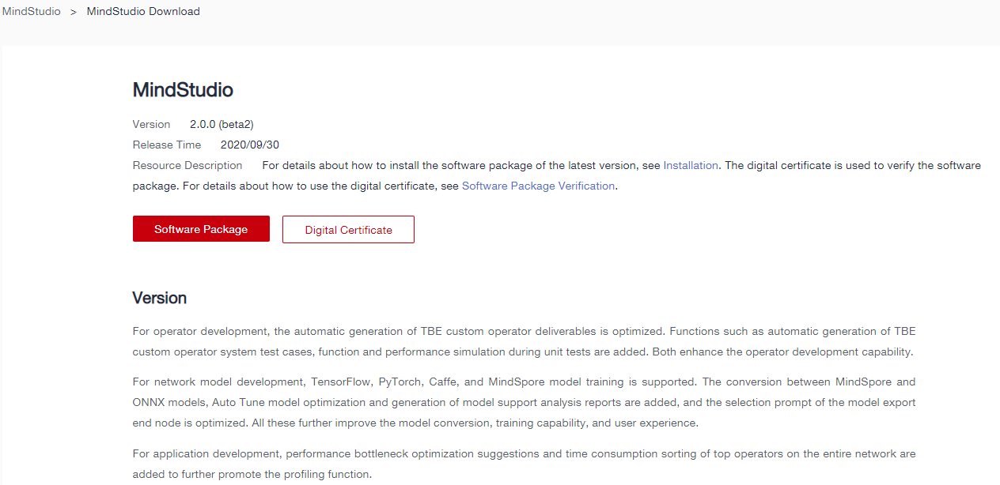 MindStudio > MindStudio Download
MindStudio
Version 2.0.0 (beta2)
Release Time 2020/09/30
Resource Description For details about how to install the software package of the latest version, see Installation. The digital certificate is used to verify the software
package. For details about how to use the digital certificate, see Software Package Verification.
Software Package Digital Certificate
Version
For operator development, the automatic generation of TBE custom operator deliverables is optimized. Functions such as automatic generation of TBE
custom operator system test cases, function and performance simulation during unit tests are added. Both enhance the operator development capability.
For network model development, TensorFlow, PyTorch, Caffe, and MindSpore model training is supported. The conversion between MindSpore and
ONNX models, Auto Tune model optimization and generation of model support analysis reports are added, and the selection prompt of the model export
end node is optimized. All these further improve the model conversion, training capability, and user experience.
For application development, performance bottleneck optimization suggestions and time consumption sorting of top operators on the entire network are
added to further promote the profiling function.